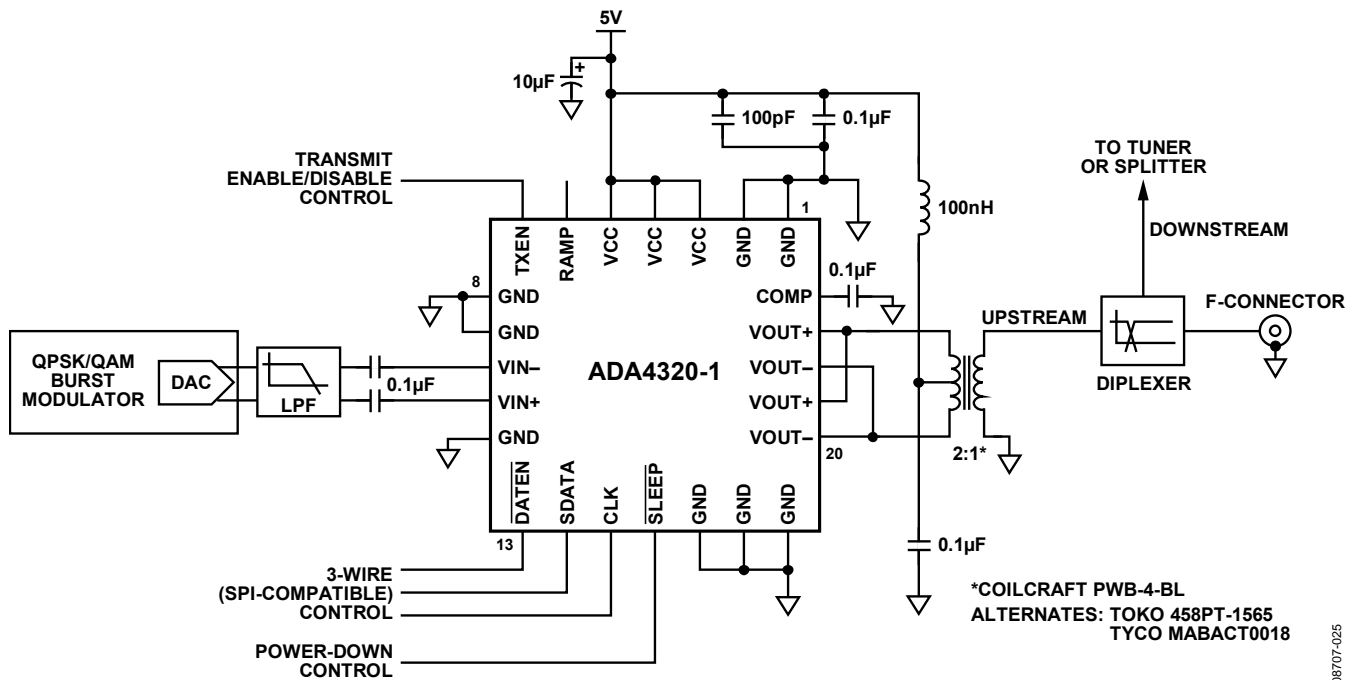 5V
10µF
+
100pF
0.1µF
TRANSMIT
ENABLE/DISABLE
CONTROL
TO TUNER
OR SPLITTER
100nH
DOWNSTREAM
1
TXEN
RAMP
VCC
VCC
VCC
GND
GND
8
GND
GND
VIN–
VIN+
GND
COMP
0.1µF
VOUT+
VOUT–
VOUT+
VOUT–
20
ADA4320-1
QPSK/QAM
BURST
MODULATOR
DAC
LPF
0.1µF
UPSTREAM
DIPLEXER
F-CONNECTOR
2:1*
DATEN
SDATA
CLK
SLEEP
GND
GND
GND
13
3-WIRE
(SPI-COMPATIBLE)
CONTROL
POWER-DOWN
CONTROL
0.1µF
*COILCRAFT PWB-4-BL
ALTERNATES: TOKO 458PT-1565
TYCO MABACT0018
08707-025